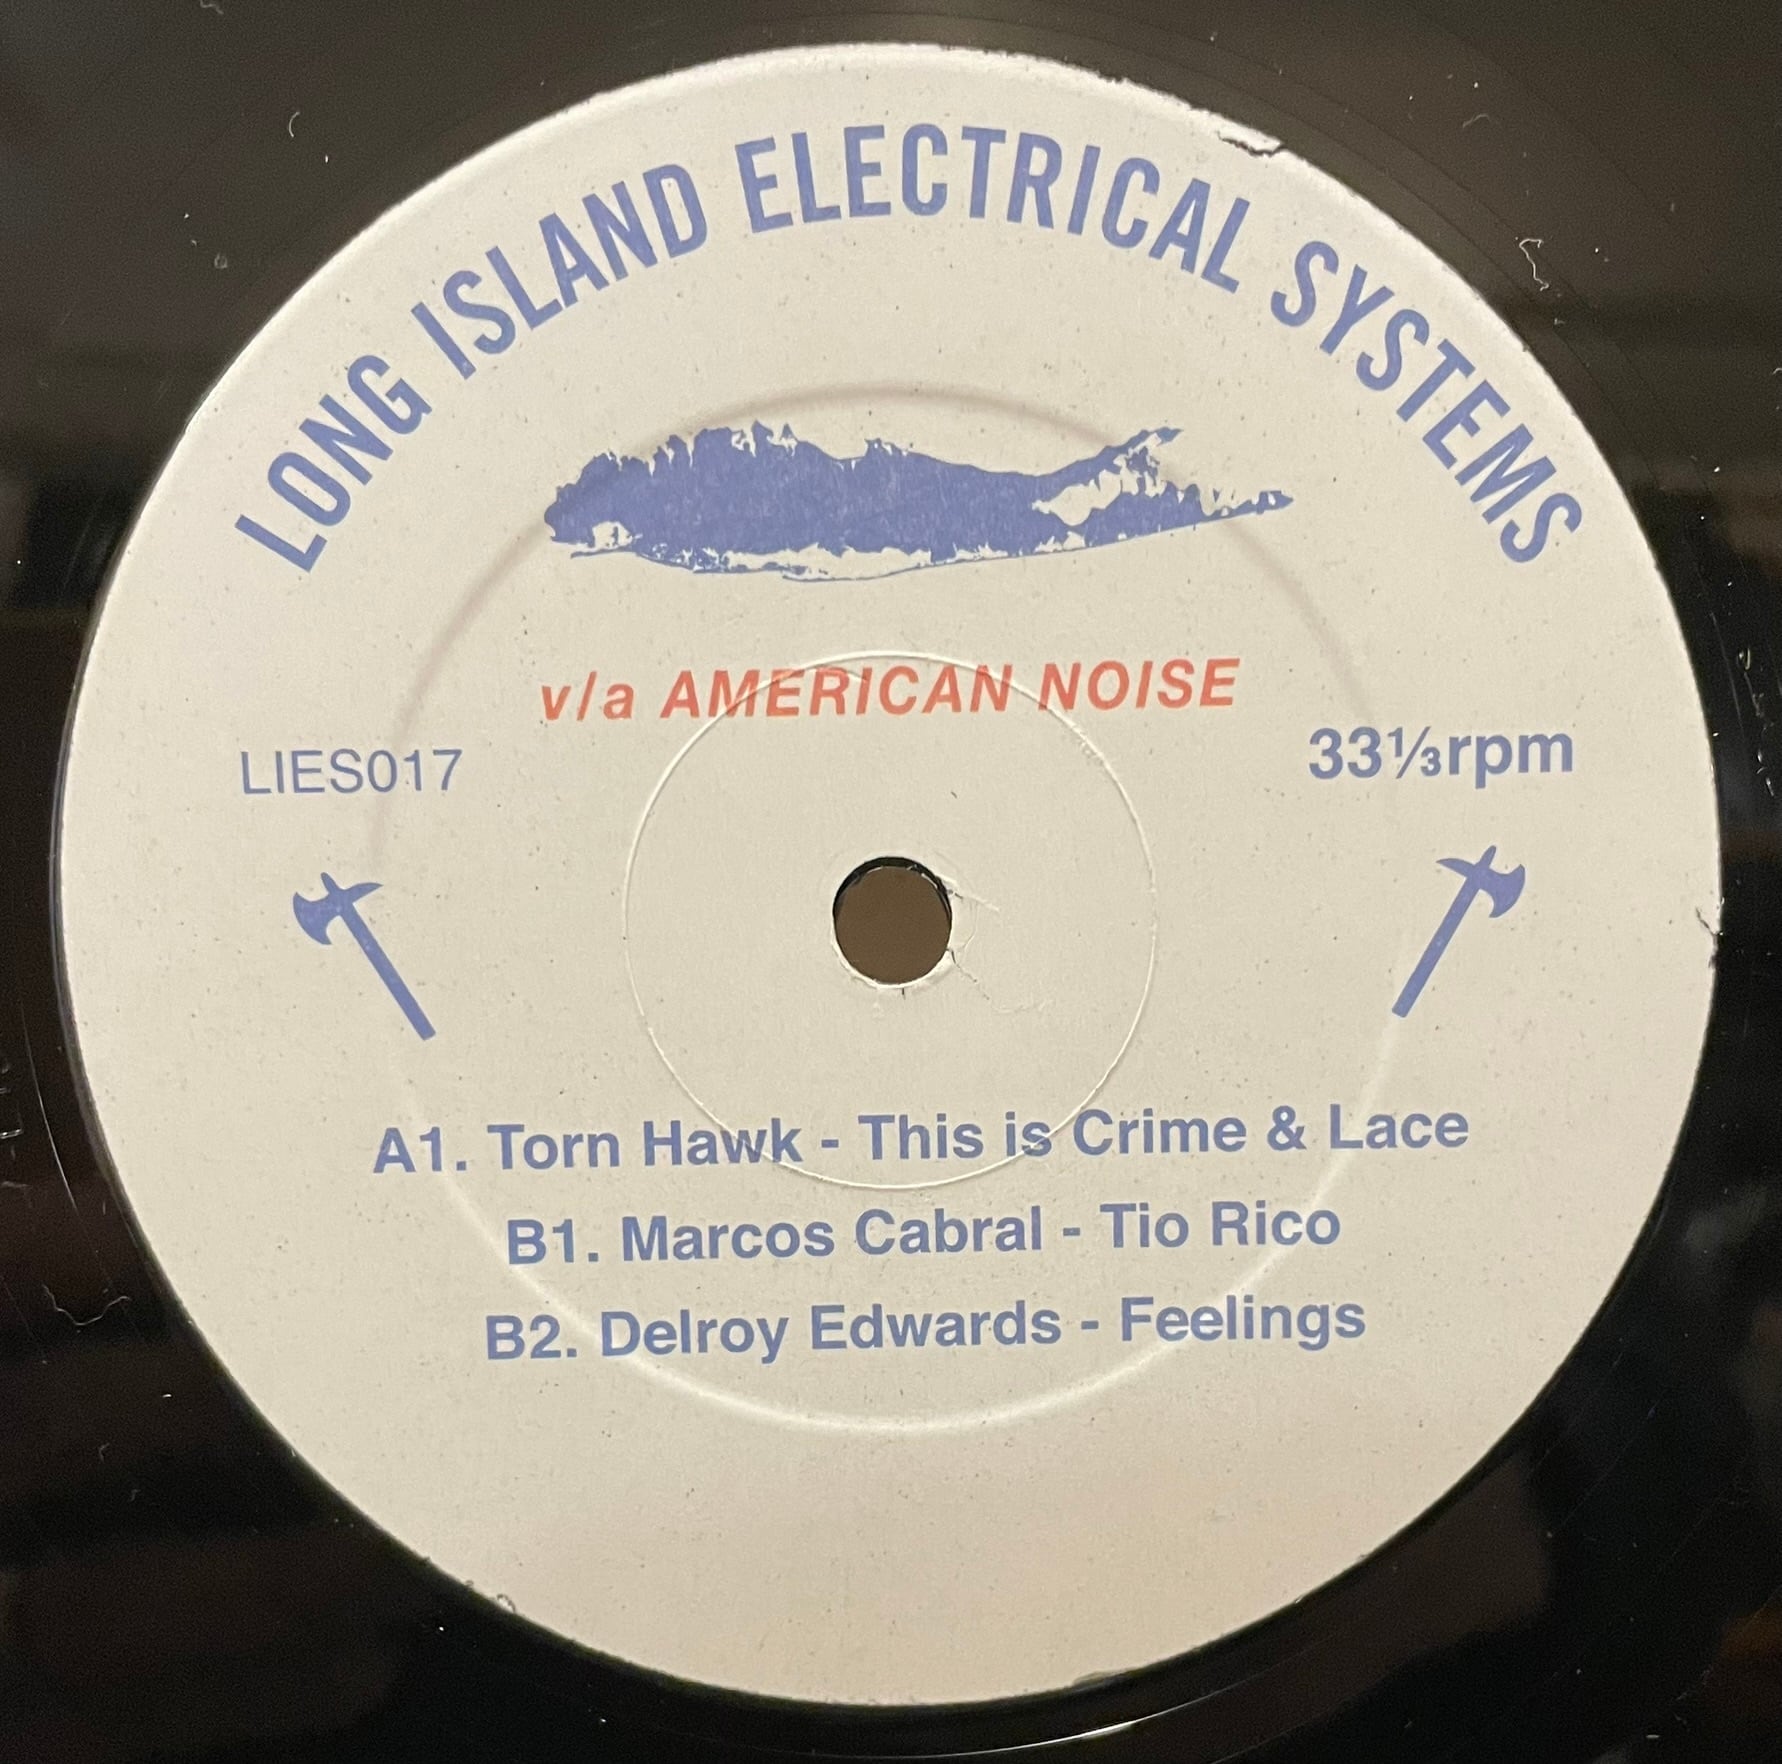 LONG ISLAND ELECTRICAL SYSTEMS
v/a AMERICAN NOISE
LIES017
33⅓rpm
A1. Torn Hawk - This is Crime & Lace
B1. Marcos Cabral - Tio Rico
B2. Delroy Edwards - Feelings